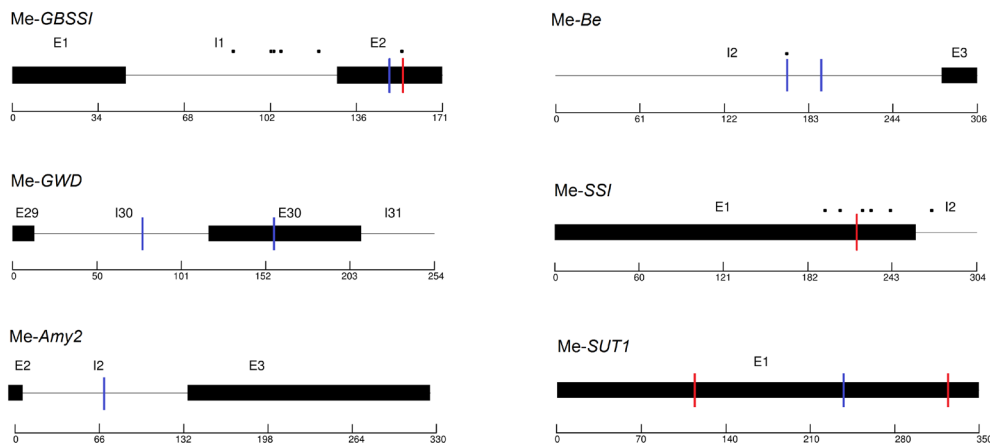 Me-GBSSI
E1 I1 E2
0 34 68 102 136 171
Me-GWD
E29 I30 E30 I31
0 50 101 152 203 254
Me-Amy2
E2 I2 E3
0 66 132 198 264 330
Me-Be
I2 E3
0 61 122 183 244 306
Me-SSI
E1 I2
0 61 121 182 243 304
Me-SUT1
E1
0 70 140 210 280 350